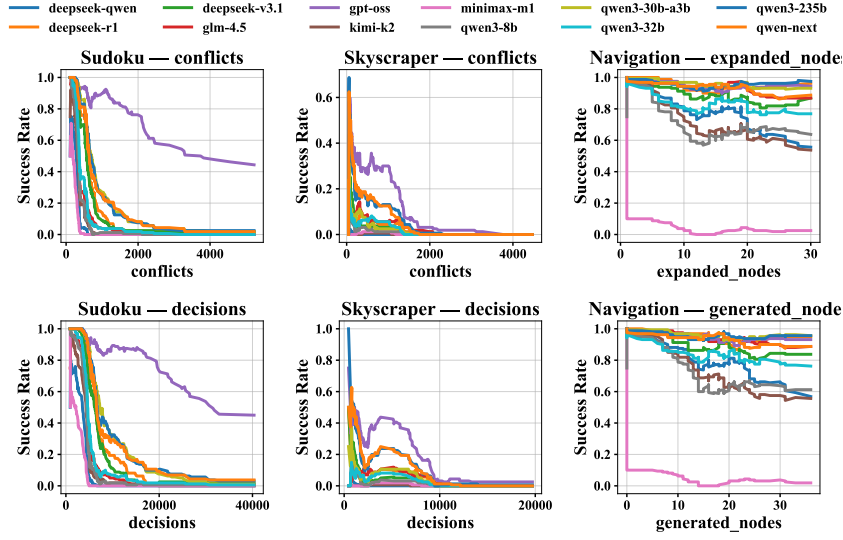 deepseek-qwen deepseek-v3.1 gpt-oss minimax-m1 qwen3-30b-a3b qwen3-235b
deepseek-r1 glm-4.5 kimi-k2 qwen3-8b qwen3-32b qwen-next
Sudoku — conflicts
Success Rate
1.0
0.8
0.6
0.4
0.2
0.0
0 2000 4000
conflicts
Skyscraper — conflicts
Success Rate
0.6
0.4
0.2
0.0
0 2000 4000
conflicts
Navigation — expanded_nodes
Success Rate
1.0
0.8
0.6
0.4
0.2
0.0
0 10 20 30
expanded_nodes
Sudoku — decisions
Success Rate
1.0
0.8
0.6
0.4
0.2
0.0
0 20000 40000
decisions
Skyscraper — decisions
Success Rate
1.0
0.8
0.6
0.4
0.2
0.0
0 10000 20000
decisions
Navigation — generated_node
Success Rate
1.0
0.8
0.6
0.4
0.2
0.0
0 10 20 30
generated_nodes